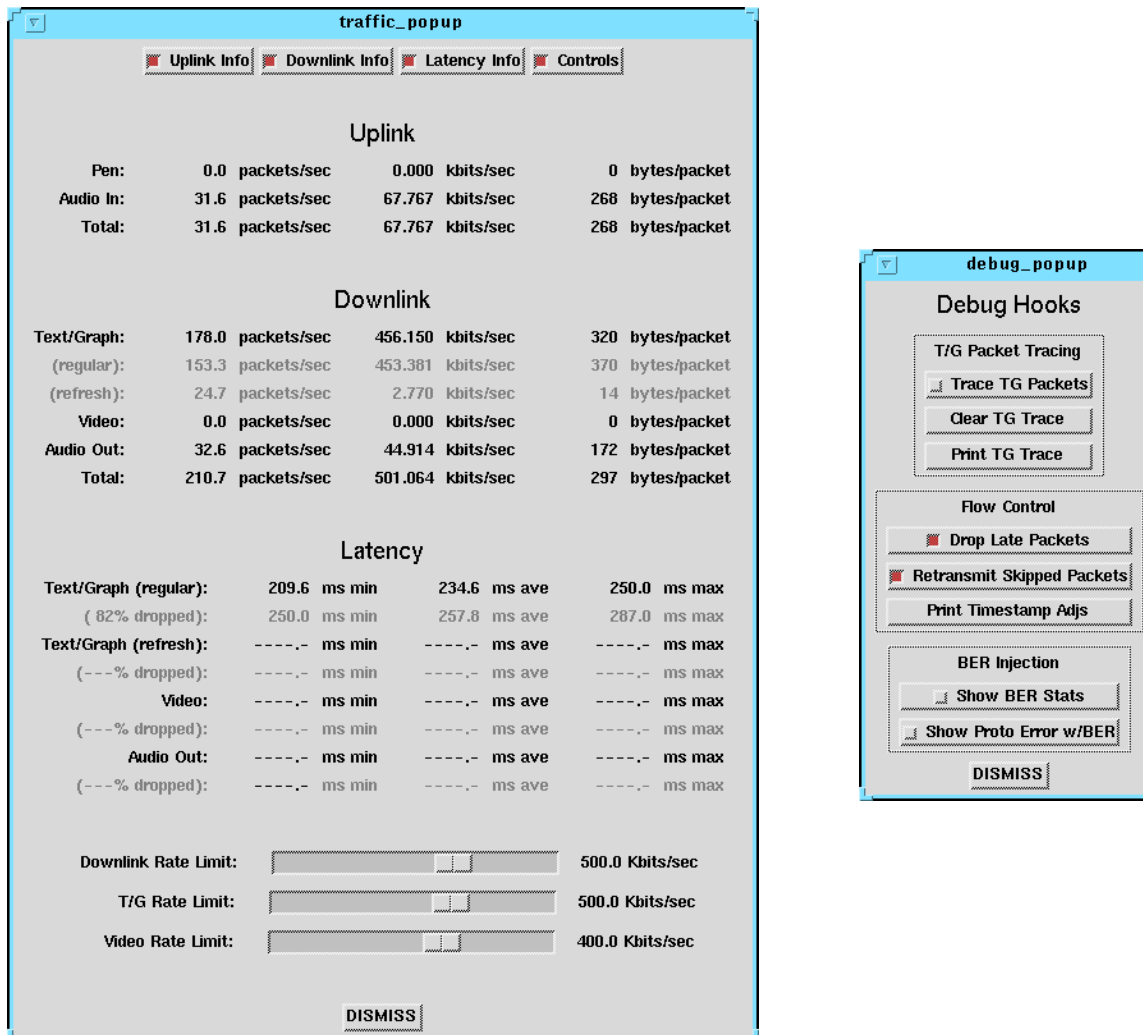 traffic_popup
Uplink Info Downlink Info Latency Info Controls
Uplink
Pen: 0.0 packets/sec 0.000 kbits/sec 0 bytes/packet
Audio In: 31.6 packets/sec 67.767 kbits/sec 268 bytes/packet
Total: 31.6 packets/sec 67.767 kbits/sec 268 bytes/packet
Downlink
Text/Graph: 178.0 packets/sec 456.150 kbits/sec 320 bytes/packet
(regular): 153.3 packets/sec 453.381 kbits/sec 370 bytes/packet
(refresh): 24.7 packets/sec 2.770 kbits/sec 14 bytes/packet
Video: 0.0 packets/sec 0.000 kbits/sec 0 bytes/packet
Audio Out: 32.6 packets/sec 44.914 kbits/sec 172 bytes/packet
Total: 210.7 packets/sec 501.064 kbits/sec 297 bytes/packet
Latency
Text/Graph (regular): 209.6 ms min 234.6 ms ave 250.0 ms max
( 82% dropped): 250.0 ms min 257.8 ms ave 287.0 ms max
Text/Graph (refresh): ----.- ms min ----.- ms ave ----.- ms max
(---% dropped): ----.- ms min ----.- ms ave ----.- ms max
Video: ----.- ms min ----.- ms ave ----.- ms max
(---% dropped): ----.- ms min ----.- ms ave ----.- ms max
Audio Out: ----.- ms min ----.- ms ave ----.- ms max
(---% dropped): ----.- ms min ----.- ms ave ----.- ms max
Downlink Rate Limit: 500.0 Kbits/sec
T/G Rate Limit: 500.0 Kbits/sec
Video Rate Limit: 400.0 Kbits/sec
DISMISS
debug_popup
Debug Hooks
T/G Packet Tracing
Trace TG Packets
Clear TG Trace
Print TG Trace
Flow Control
Drop Late Packets
Retransmit Skipped Packets
Print Timestamp Adjs
BER Injection
Show BER Stats
Show Proto Error w/BER
DISMISS